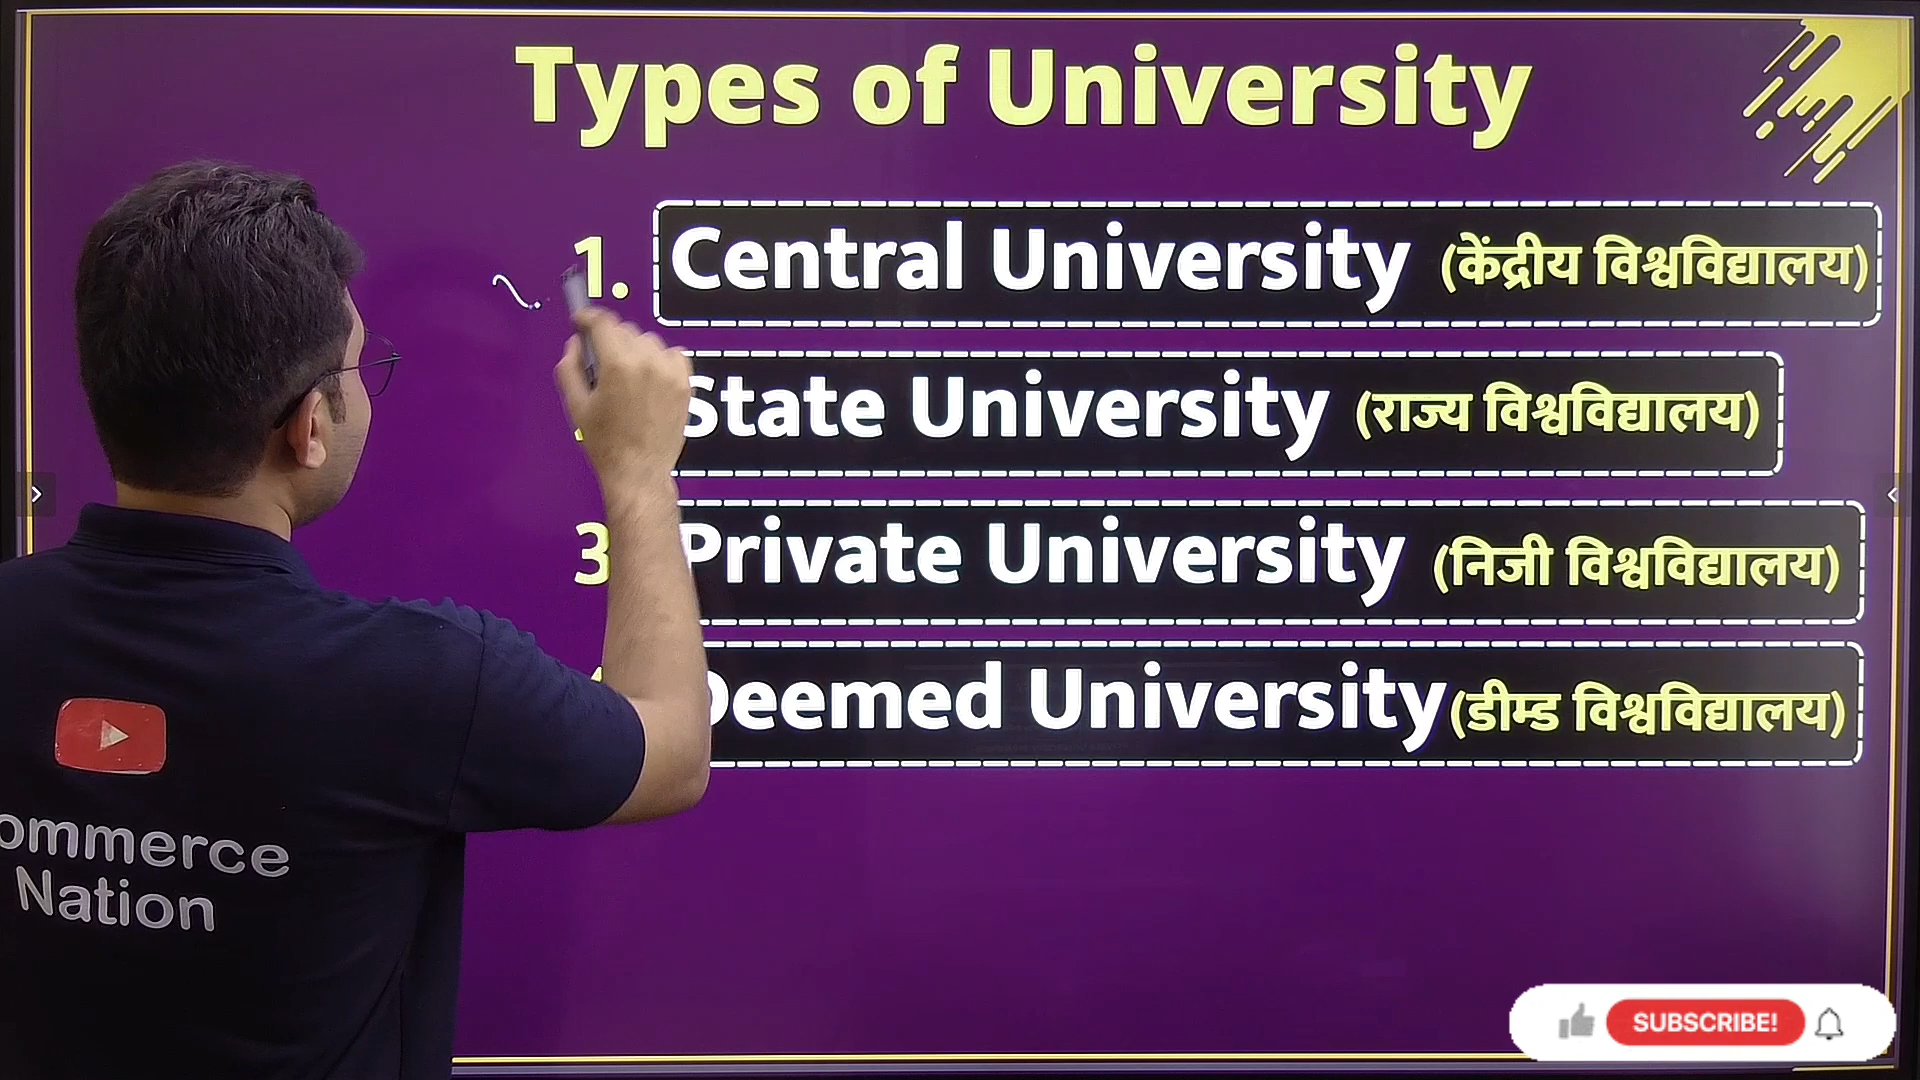 Types of University
1. Central University (केंद्रीय विश्वविद्यालय)
State University (राज्य विश्वविद्यालय)
3 Private University (निजी विश्वविद्यालय)
Deemed University (डीम्ड विश्वविद्यालय)
ommerce
Nation
SUBSCRIBE!